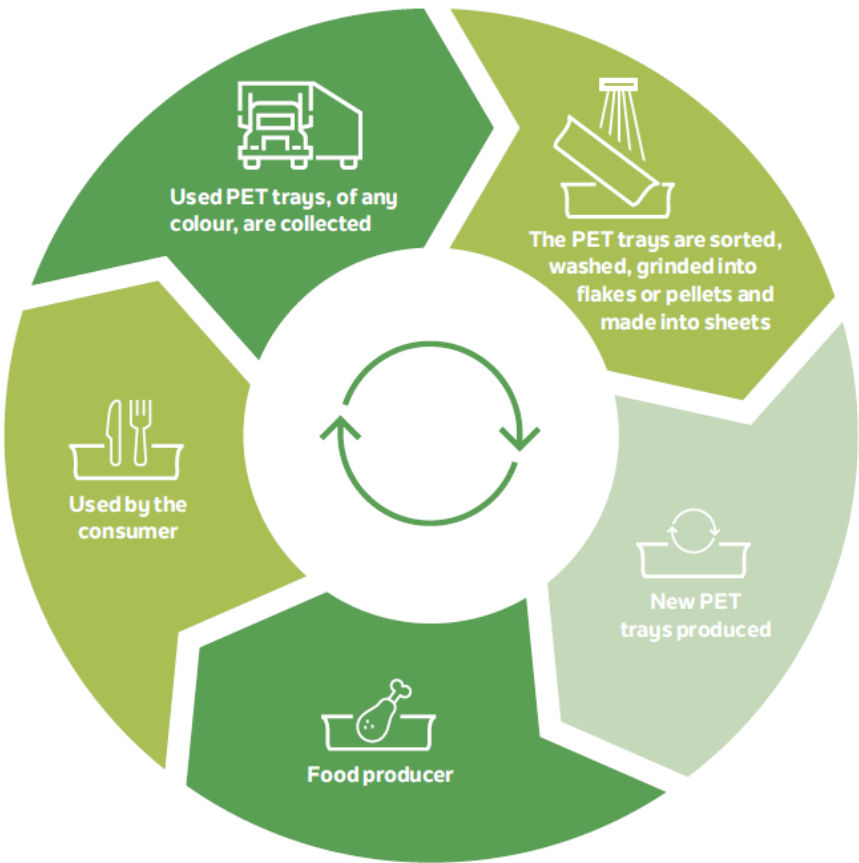 Used PET trays, of any
colour, are collected
The PET trays are sorted,
washed, grinded into
flakes or pellets and
made into sheets
New PET
trays produced
Food producer
Used by the
consumer